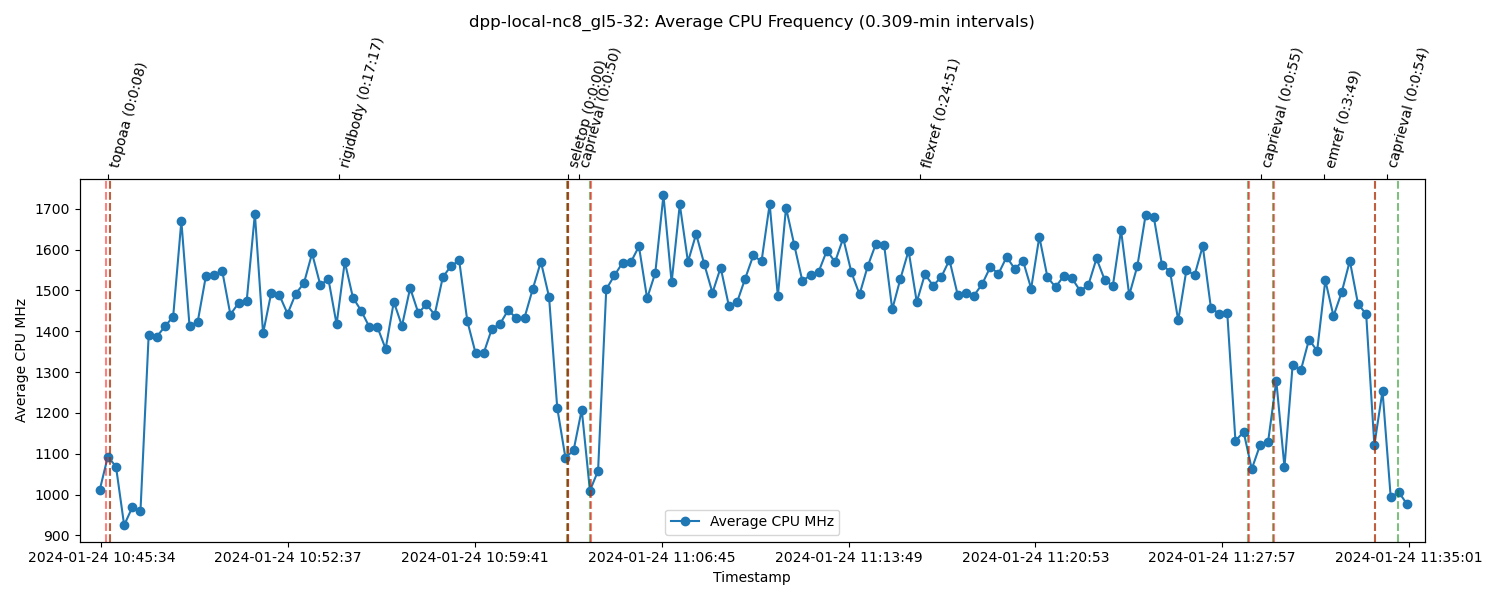 dpp-local-nc8_gl5-32: Average CPU Frequency (0.309-min intervals)
topoaa (0:0:08)
rigidbody (0:17:17)
seletop (0:0:00)
caprieval (0:0:50)
flexref (0:24:51)
caprieval (0:0:55)
emref (0:3:49)
caprieval (0:0:54)
1700
1600
1500
1400
1300
1200
1100
1000
900
Average CPU MHz
Average CPU MHz
2024-01-24 10:45:34
2024-01-24 10:52:37
2024-01-24 10:59:41
2024-01-24 11:06:45
2024-01-24 11:13:49
2024-01-24 11:20:53
2024-01-24 11:27:57
2024-01-24 11:35:01
Timestamp